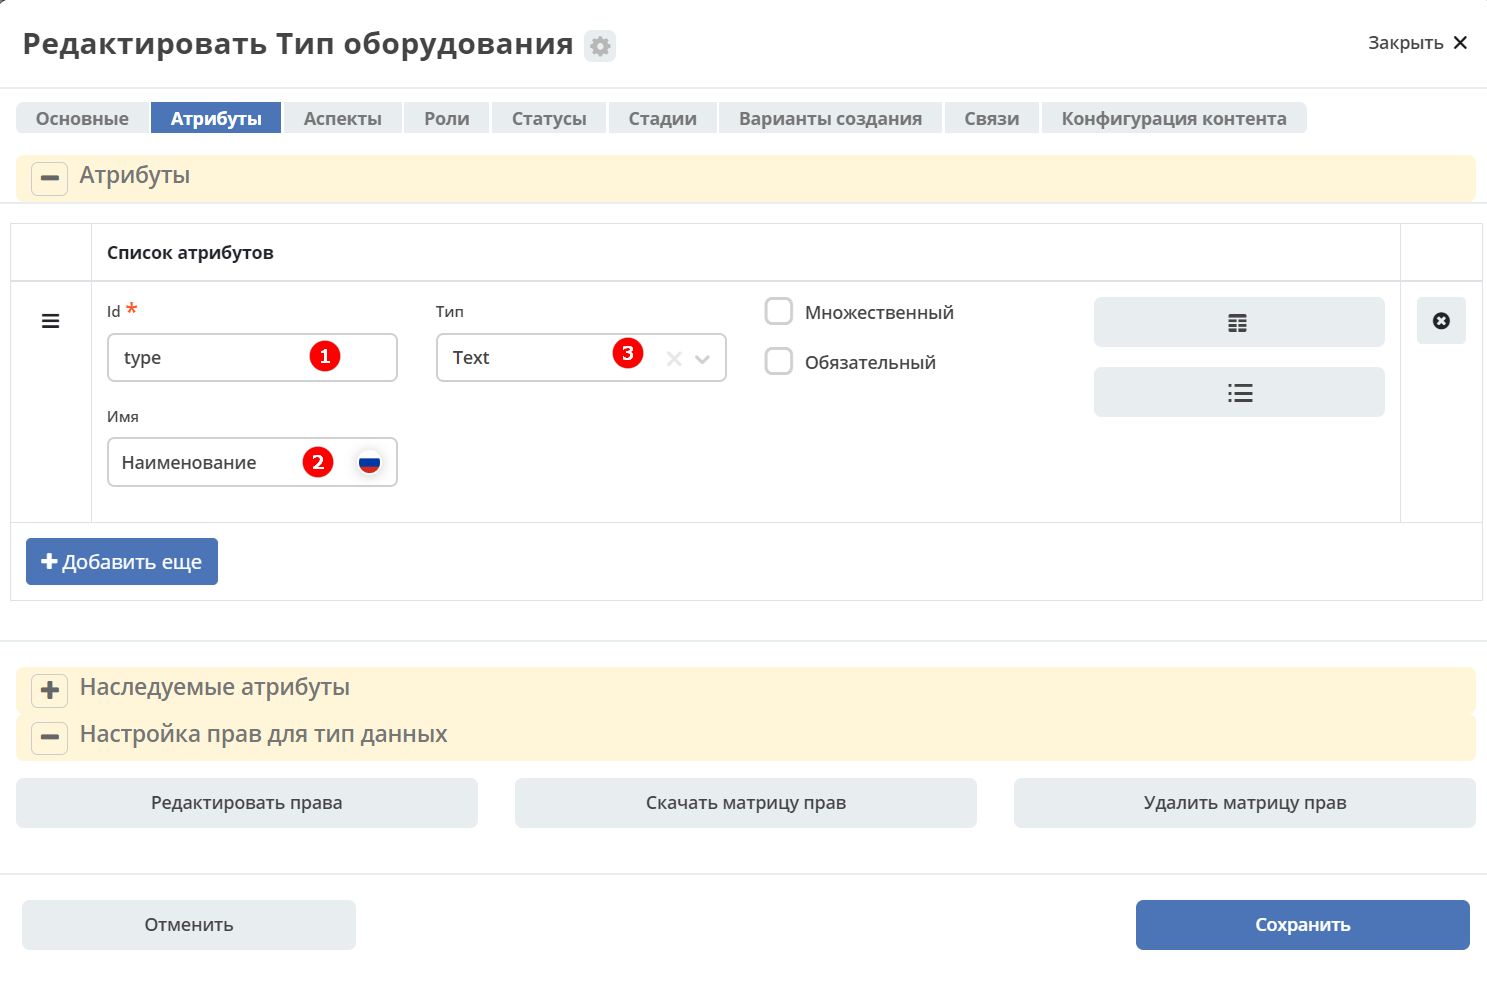 Редактировать Тип оборудования
Закрыть
Основные Атрибуты Аспекты Роли Статусы Стадии Варианты создания Связи Конфигурация контента
Атрибуты
Список атрибутов
Id *
Тип
Множественный
type 1
Text 3
Обязательный
Имя
Наименование 2
Добавить еще
Наследуемые атрибуты
Настройка прав для тип данных
Редактировать права
Скачать матрицу прав
Удалить матрицу прав
Отменить
Сохранить